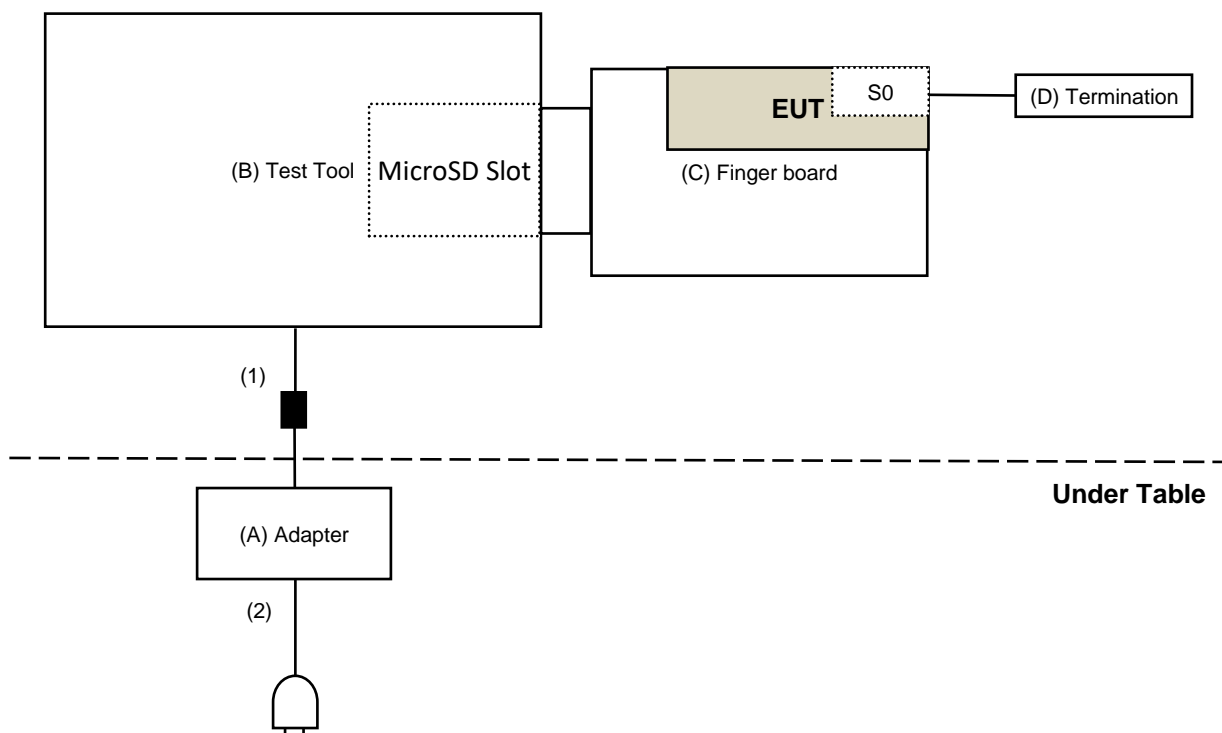 S0
EUT
(D) Termination
(B) Test Tool
MicroSD Slot
(C) Finger board
(1)
Under Table
(A) Adapter
(2)